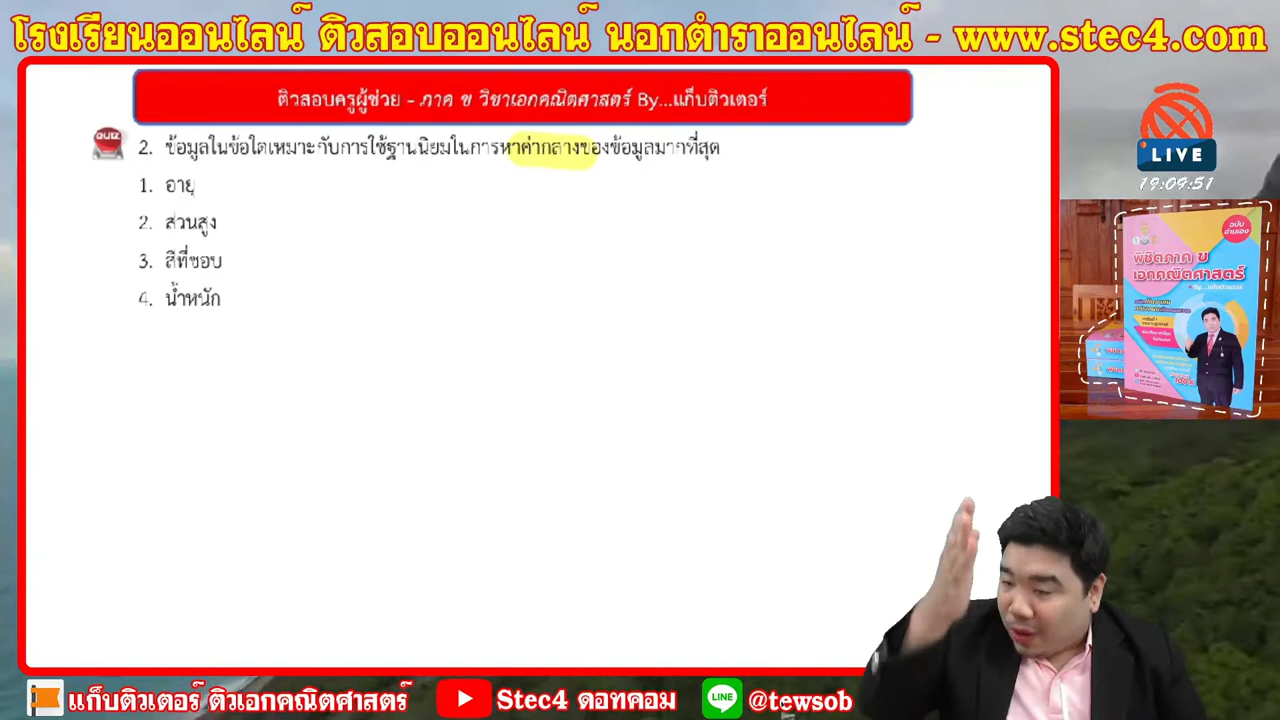 โรงเรียนออนไลน์ ติวสอบออนไลน์ นอกตำราออนไลน์ - www.stec4.com
ติวสอบครูผู้ช่วย - ภาค ข วิชาเอกคณิตศาสตร์ By...แก็บติวเตอร์
QUIZ
2. ข้อมูลในข้อใดเหมาะกับการใช้ฐานนิยมในการหาค่ากลางของข้อมูลมากที่สุด
1. อายุ
2. ส่วนสูง
3. สีที่ชอบ
4. น้ำหนัก
LIVE
19:09:51
ฉบับ
อ่านเอง
พิชิตภาค ข
เอกคณิตศาสตร์
แก็บติวเตอร์ ติวเอกคณิตศาสตร์
Stec4 ดอทคอม
LINE
@tewsob